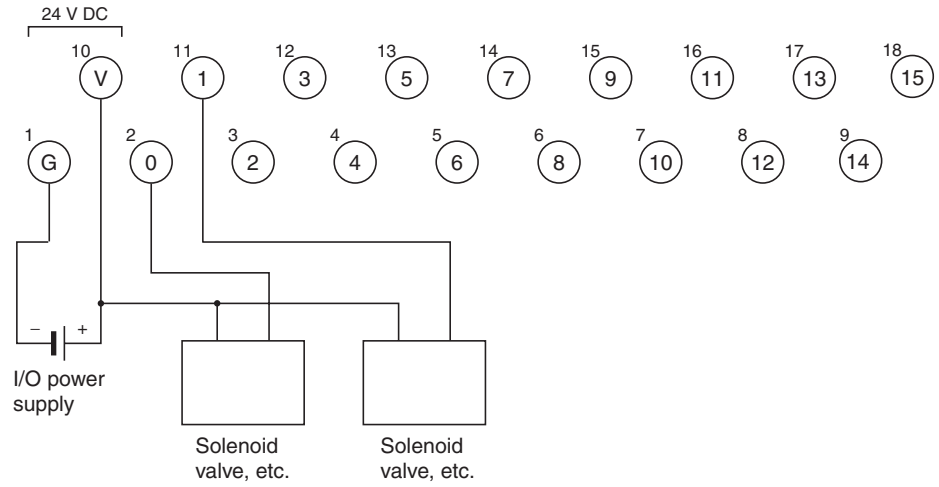 24 V DC
10 11 12 13 14 15 16 17 18
V 1 3 5 7 9 11 13 15
1 2 3 4 5 6 7 8 9
G 0 2 4 6 8 10 12 14
− +
I/O power
supply
Solenoid
valve, etc.
Solenoid
valve, etc.